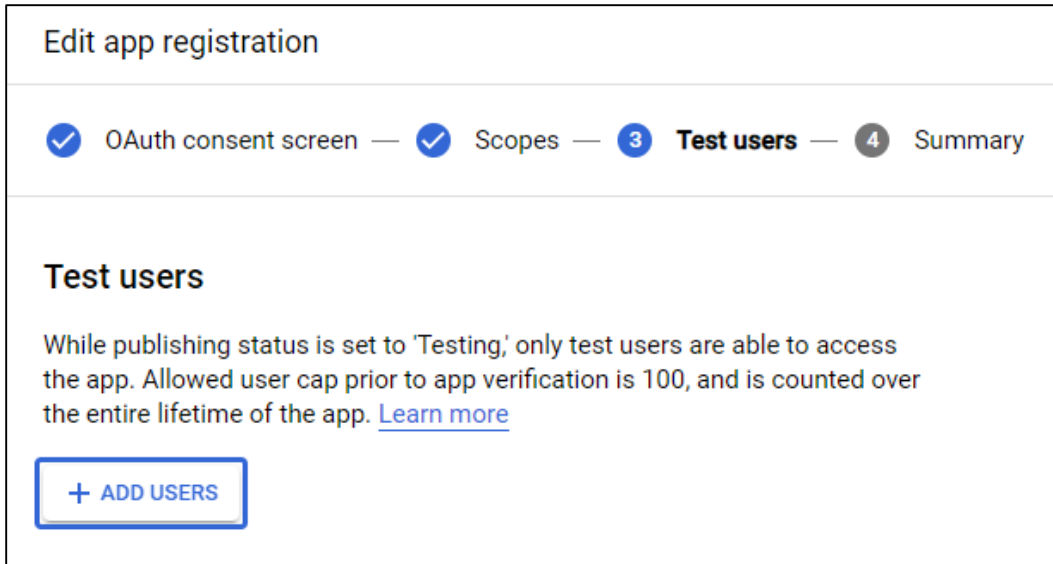 Edit app registration
OAuth consent screen — Scopes — 3 Test users — 4 Summary
Test users
While publishing status is set to 'Testing,' only test users are able to access
the app. Allowed user cap prior to app verification is 100, and is counted over
the entire lifetime of the app. Learn more
+ ADD USERS